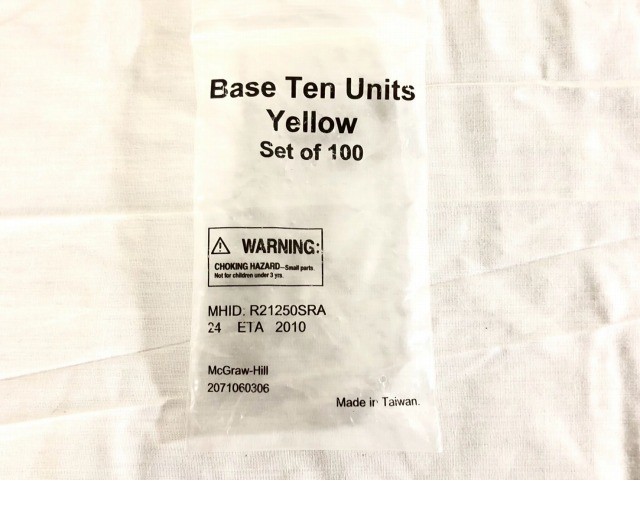 Base Ten Units
Yellow
Set of 100
⚠ WARNING:
CHOKING HAZARD–Small parts.
Not for children under 3 yrs.
MHID: R21250SRA
24 ETA 2010
McGraw-Hill
2071060306
Made in Taiwan.